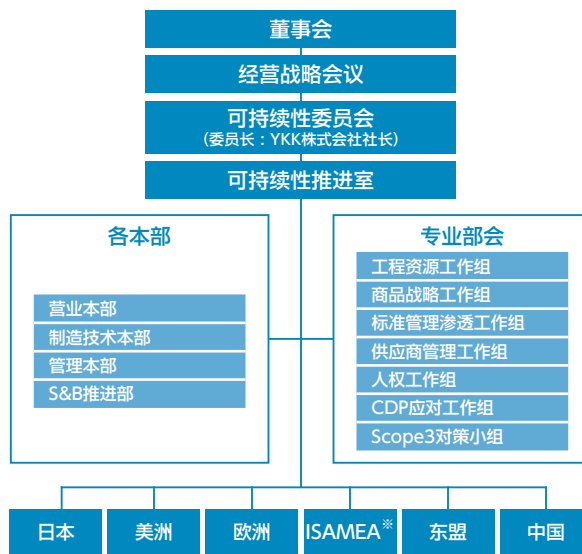 董事会
经营战略会议
可持续性委员会
(委员长：YKK株式会社社长)
可持续性推进室
各本部
营业本部
制造技术本部
管理本部
S&B推进部
专业部会
工程资源工作组
商品战略工作组
标准管理渗透工作组
供应商管理工作组
人权工作组
CDP应对工作组
Scope3对策小组
日本
美洲
欧洲
ISAMEA※
东盟
中国